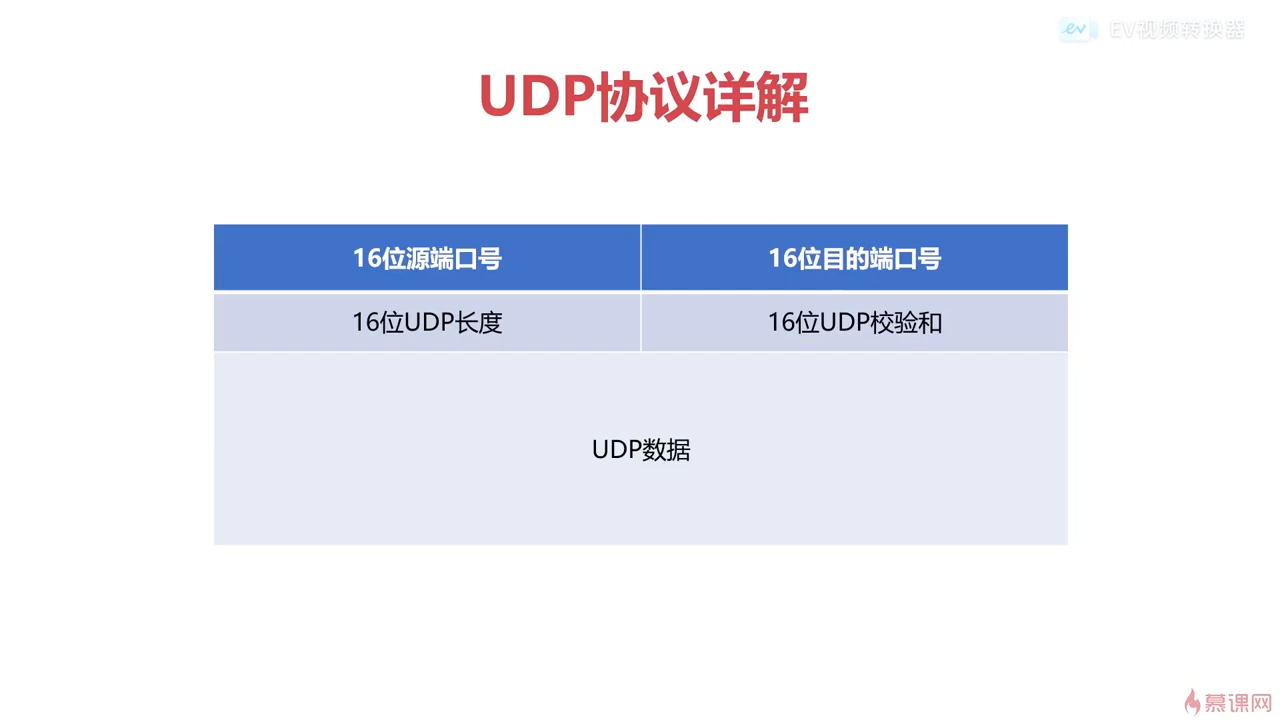 EV视频转换器
UDP协议详解
16位源端口号 16位目的端口号
16位UDP长度 16位UDP校验和
UDP数据
慕课网